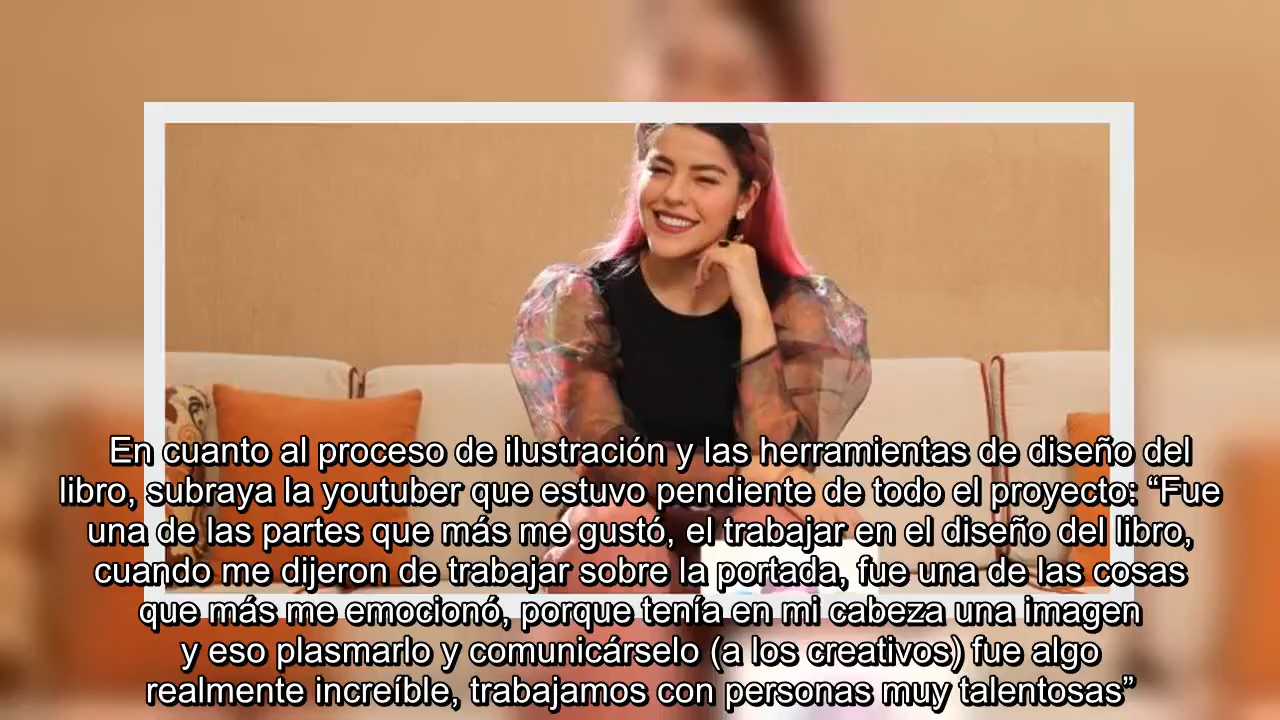 En cuanto al proceso de ilustración y las herramientas de diseño del
libro, subraya la youtuber que estuvo pendiente de todo el proyecto: “Fue
una de las partes que más me gustó, el trabajar en el diseño del libro,
cuando me dijeron de trabajar sobre la portada, fue una de las cosas
que más me emocionó, porque tenía en mi cabeza una imagen
y eso plasmarlo y comunicárselo (a los creativos) fue algo
realmente increíble, trabajamos con personas muy talentosas”